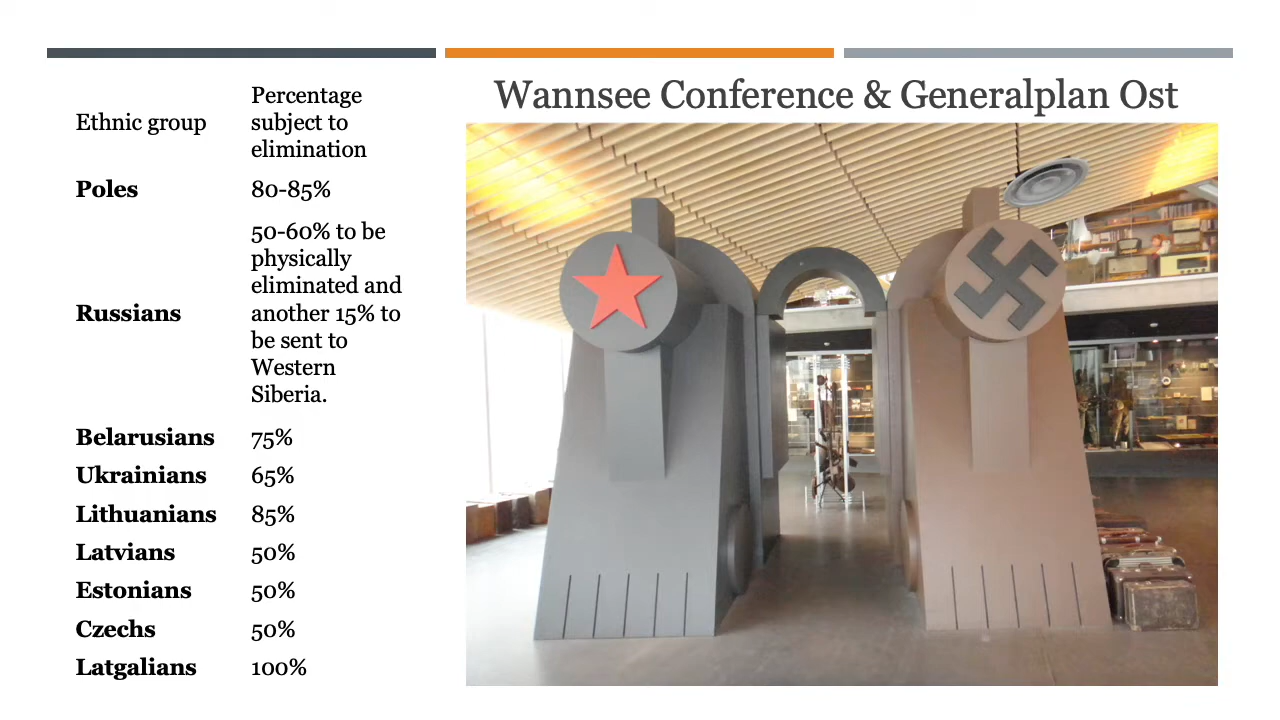 Wannsee Conference & Generalplan Ost
Ethnic group
Percentage
subject to
elimination
Poles
80-85%
Russians
50-60% to be
physically
eliminated and
another 15% to
be sent to
Western
Siberia.
Belarusians
75%
Ukrainians
65%
Lithuanians
85%
Latvians
50%
Estonians
50%
Czechs
50%
Latgalians
100%